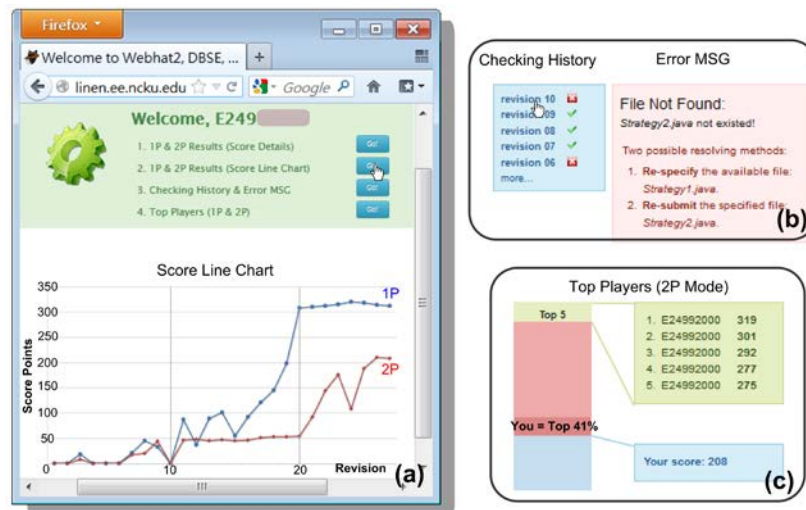 Firefox
Welcome to Webhat2, DBSE, ...
linen.ee.ncku.edu
Google
Welcome, E249
1. 1P & 2P Results (Score Details) Go!
2. 1P & 2P Results (Score Line Chart)
3. Checking History & Error MSG Go!
4. Top Players (1P & 2P) Go!
Score Line Chart
350
300
250
200
150
100
50
0
10
20
Score Points
Revision
1P
2P
(a)
Checking History
revision 10
revision 09
revision 08
revision 07
revision 06
more...
Error MSG
File Not Found:
Strategy2.java not existed!
Two possible resolving methods:
1. Re-specify the available file:
Strategy1.java.
2. Re-submit the specified file:
Strategy2.java.
(b)
Top Players (2P Mode)
Top 5
1. E24992000 319
2. E24992000 301
3. E24992000 292
4. E24992000 277
5. E24992000 275
You = Top 41%
Your score: 208
(c)